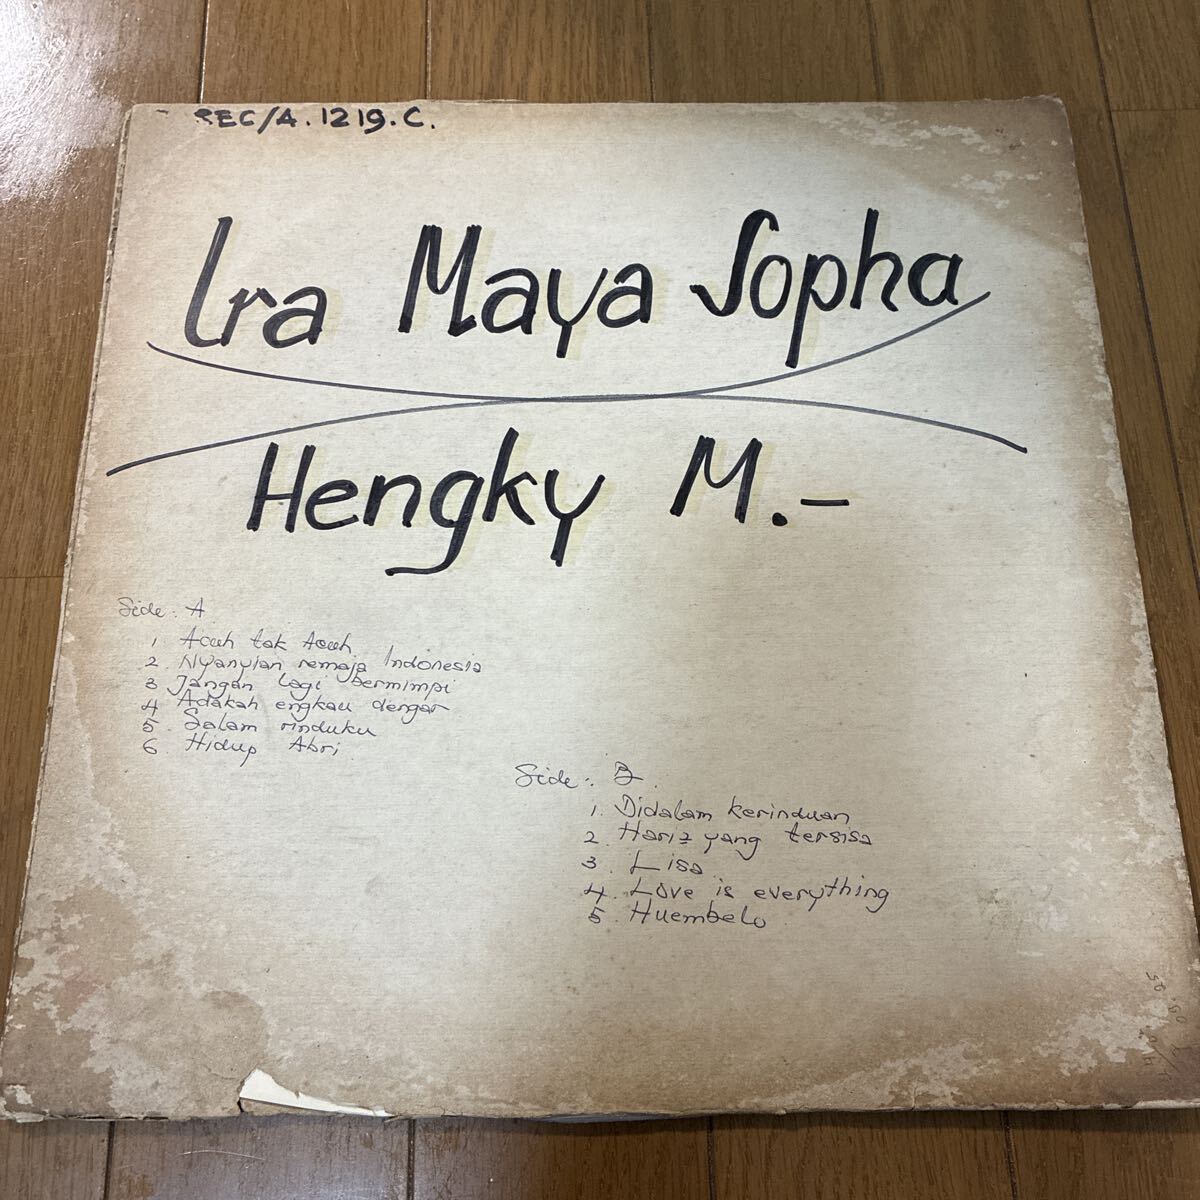 REC/A. 1219. C.
Ira Maya Sopha
Hengky M.-
Side. A
1. Acuh tak Acuh
2. Nyanyian remaja Indonesia
3 Jangan lagi bermimpi
4 Adakah engkau dengar
5. Salam rinduku
6 Hidup Abri
Side. B.
1. Didalam kerinduan
2. Hari2 yang tersisa
3. Lisa
4. Love is everything
5. Huembelo